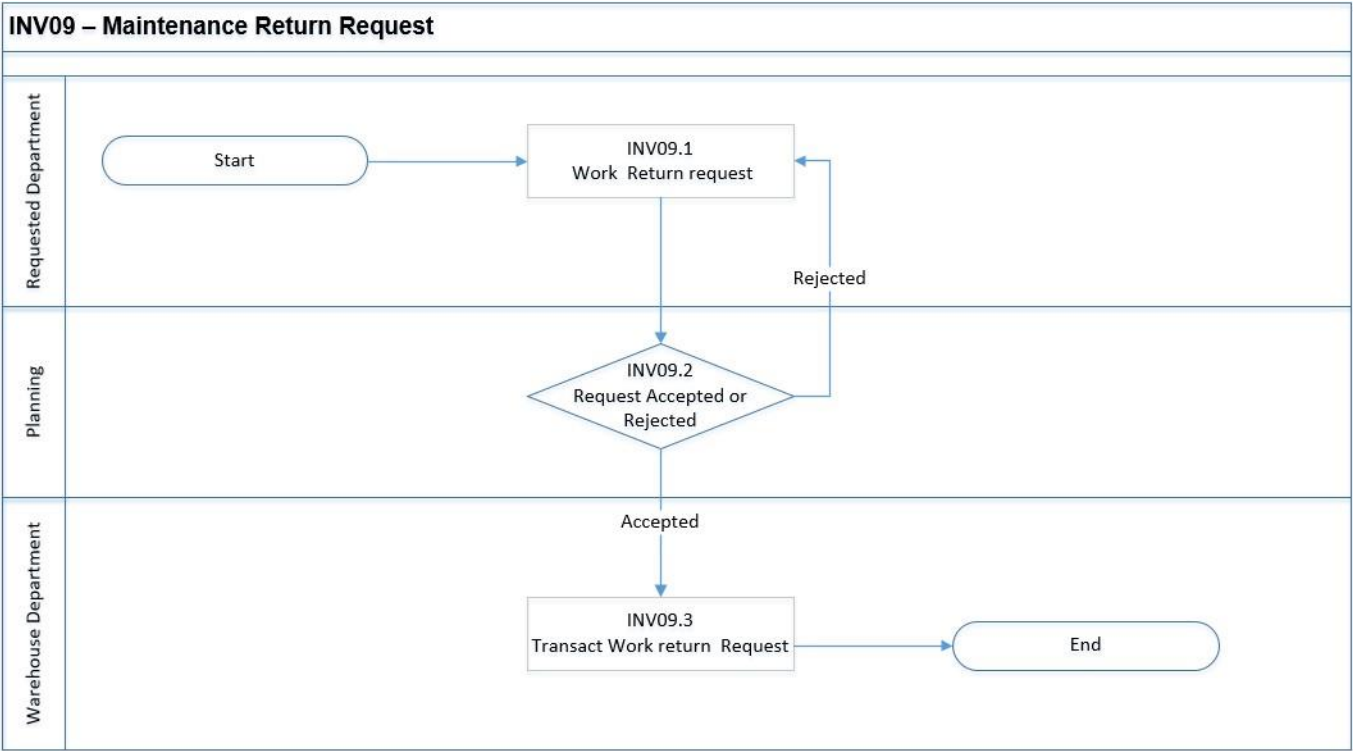 INV09 – Maintenance Return Request
Requested Department
Start
INV09.1
Work Return request
Rejected
Planning
INV09.2
Request Accepted or
Rejected
Warehouse Department
Accepted
INV09.3
Transact Work return Request
End